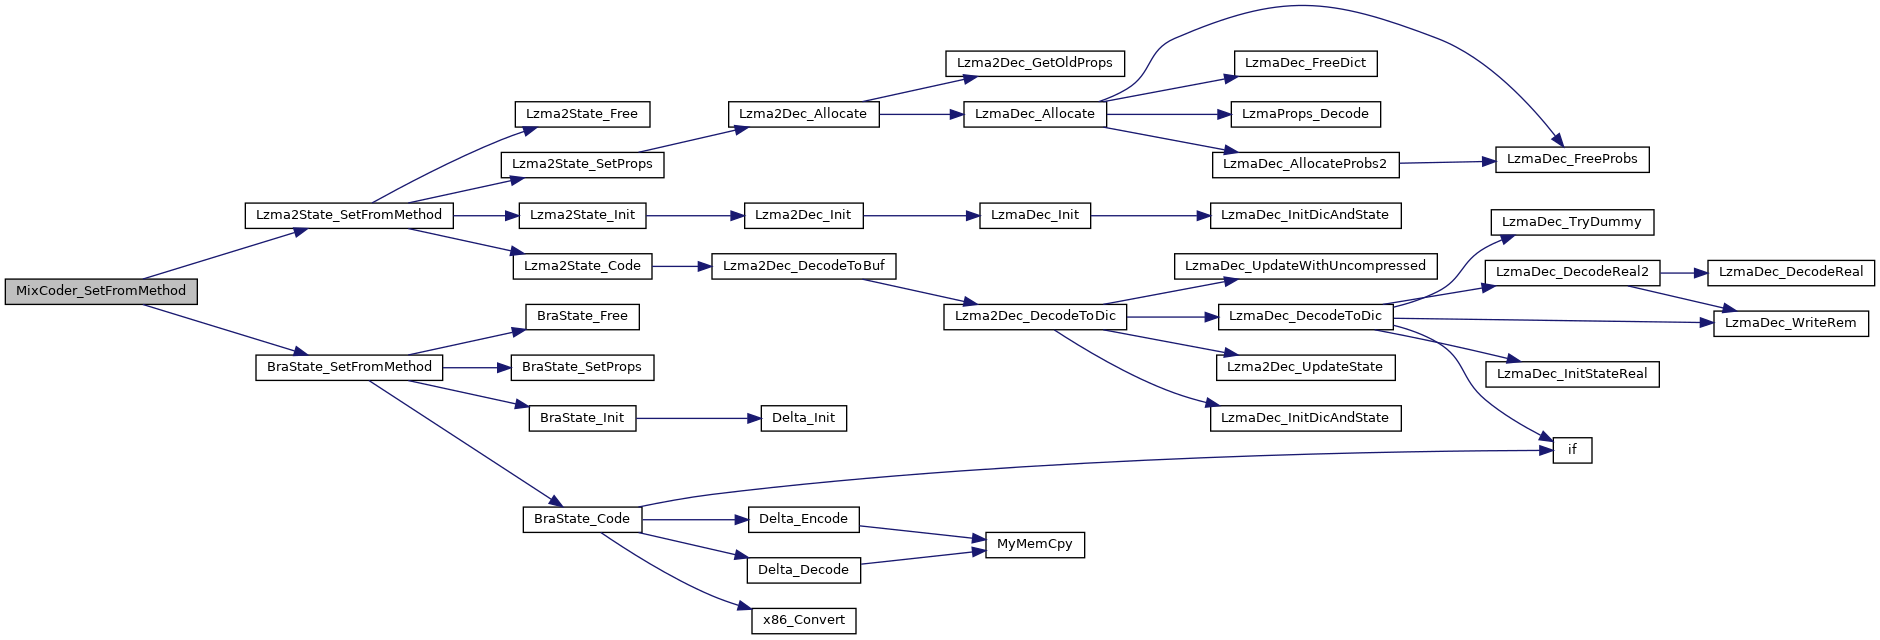 Lzma2Dec_GetOldProps
LzmaDec_FreeDict
Lzma2State_Free
Lzma2Dec_Allocate
LzmaDec_Allocate
LzmaProps_Decode
Lzma2State_SetProps
LzmaDec_AllocateProbs2
LzmaDec_FreeProbs
Lzma2State_SetFromMethod
Lzma2State_Init
Lzma2Dec_Init
LzmaDec_Init
LzmaDec_InitDicAndState
LzmaDec_TryDummy
Lzma2State_Code
Lzma2Dec_DecodeToBuf
LzmaDec_UpdateWithUncompressed
LzmaDec_DecodeReal2
LzmaDec_DecodeReal
MixCoder_SetFromMethod
BraState_Free
Lzma2Dec_DecodeToDic
LzmaDec_DecodeToDic
LzmaDec_WriteRem
BraState_SetFromMethod
BraState_SetProps
Lzma2Dec_UpdateState
LzmaDec_InitStateReal
BraState_Init
Delta_Init
LzmaDec_InitDicAndState
if
BraState_Code
Delta_Encode
MyMemCpy
Delta_Decode
x86_Convert